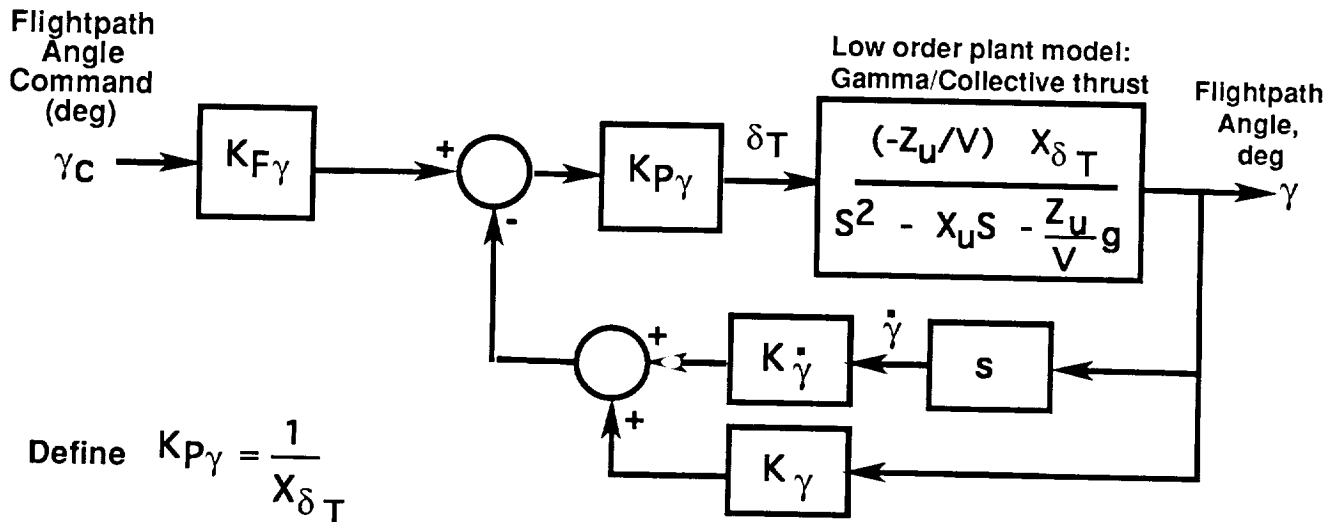 Flightpath
Angle
Command
(deg)
γc
KFγ
+
-
KPγ
δT
Low order plant model:
Gamma/Collective thrust
(-Zu/V) XδT
S² - XuS - Zu/V g
Flightpath
Angle,
deg
γ
+
Kγ̇
γ̇
s
+
Kγ
Define KPγ = 1/XδT